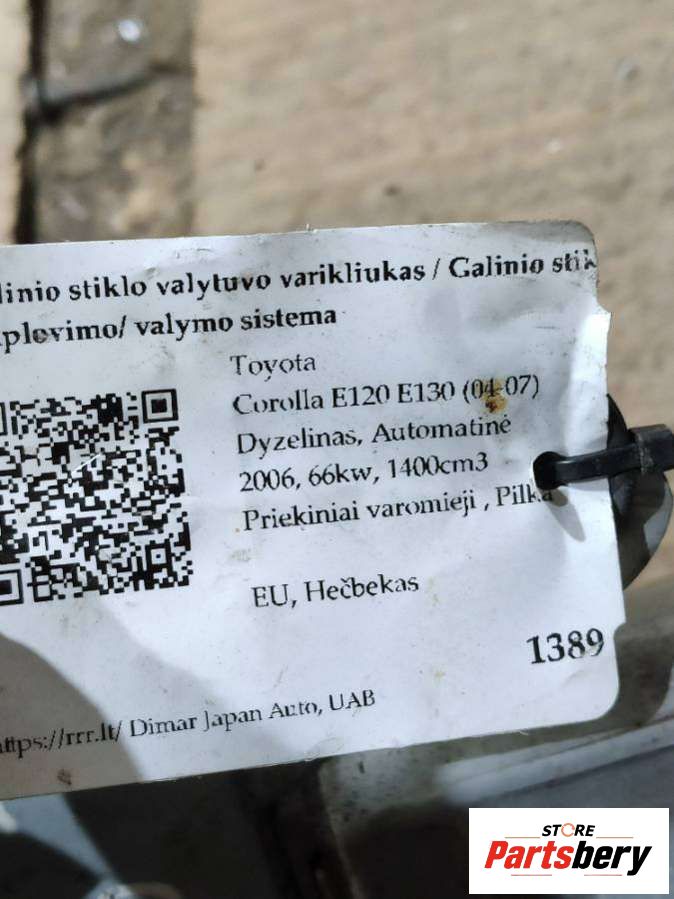 linio stiklo valytuvo varikliukas / Galinio stik
plovimo/ valymo sistema
Toyota
Corolla E120 E130 (04-07)
Dyzelinas, Automatinė
2006, 66kw, 1400cm3
Priekiniai varomieji , Pilka
EU, Hečbekas
1389
https://rrr.lt/ Dimar Japan Auto, UAB
STORE
Partsbery